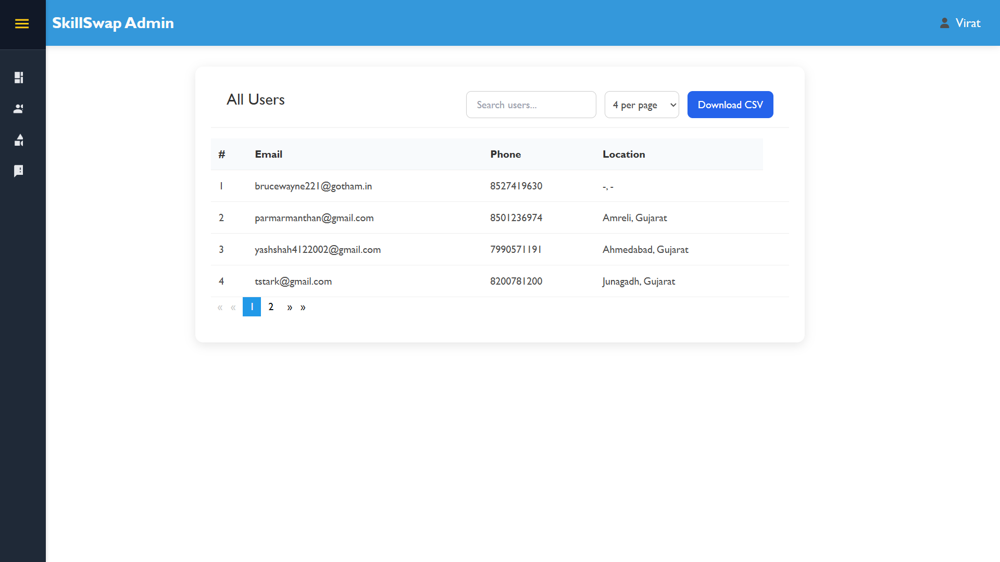 SkillSwap Admin
Virat
All Users
Search users...
4 per page
Download CSV
# Email Phone Location
1 brucewayne221@gotham.in 8527419630 -, -
2 parmarmanthan@gmail.com 8501236974 Amreli, Gujarat
3 yashshah4122002@gmail.com 7990571191 Ahmedabad, Gujarat
4 tstark@gmail.com 8200781200 Junagadh, Gujarat
« « 1 2 » »